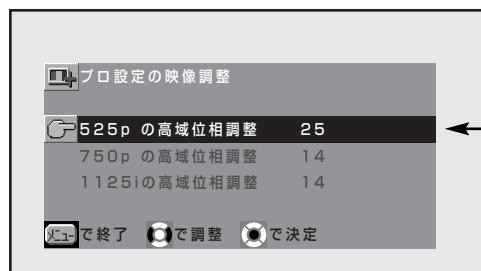 プロ設定の映像調整
525p の高域位相調整 25
750p の高域位相調整 14
1125iの高域位相調整 14
メニューで終了 で調整 で決定